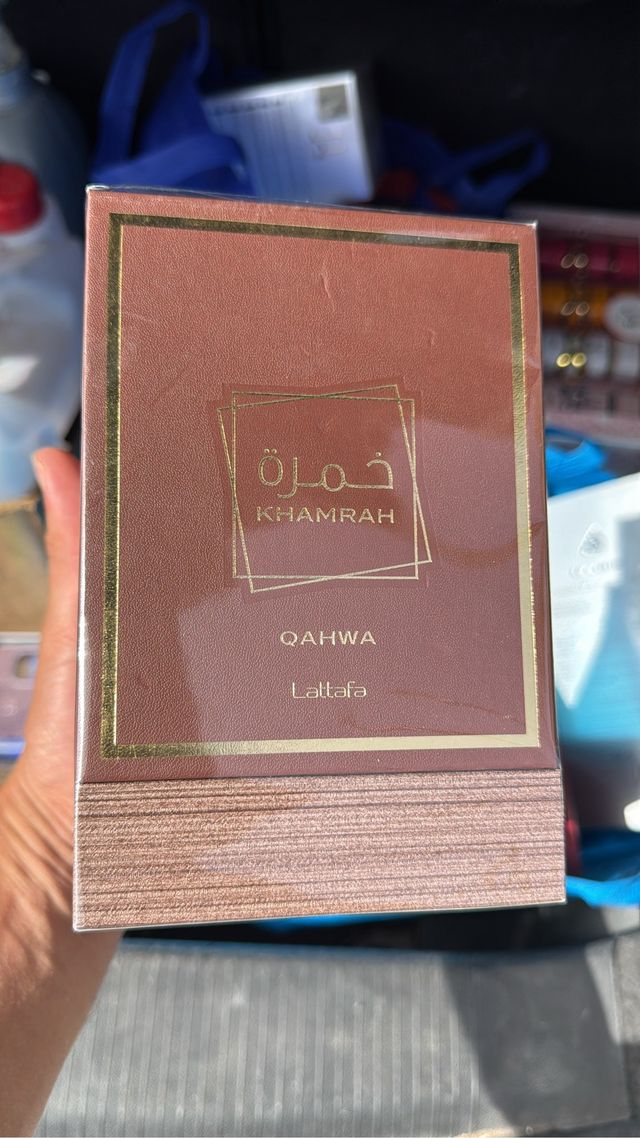 خمرة
KHAMRAH
QAHWA
Lattafa